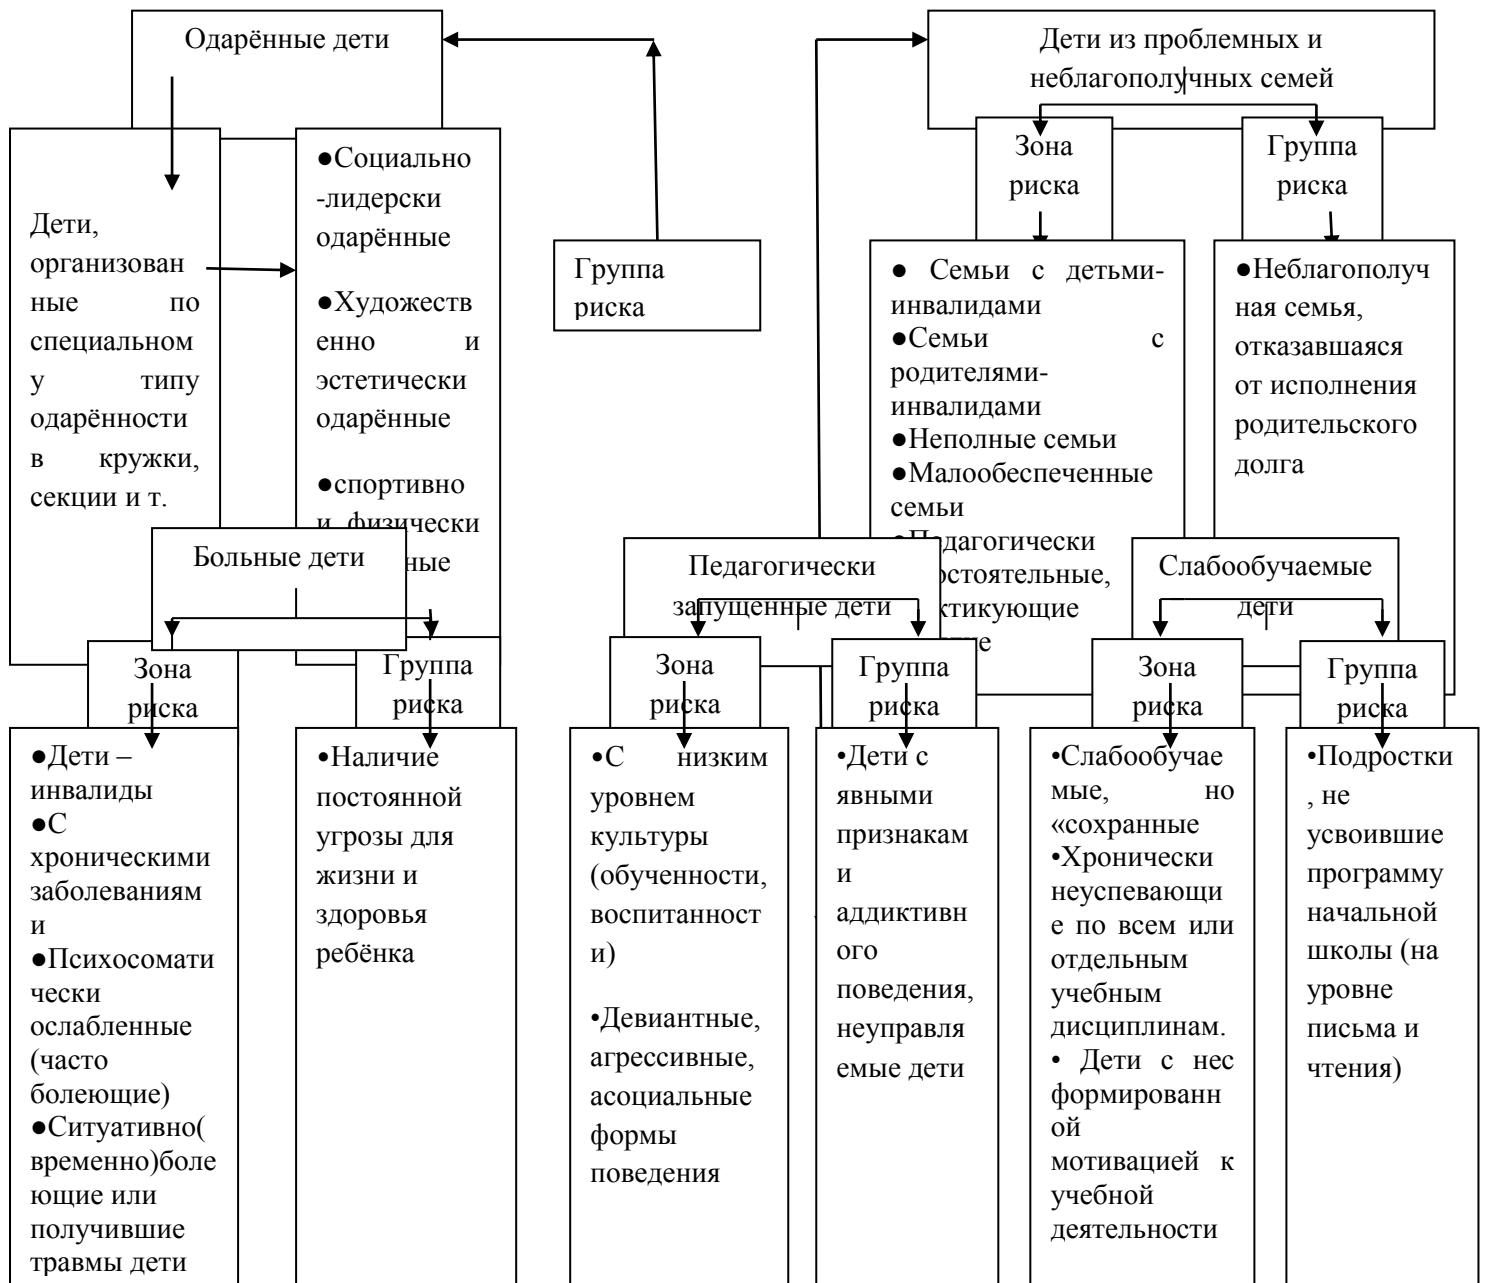 Одарённые дети
Дети из проблемных и
неблагополучных семей
Зона
риска
Группа
риска
Дети,
организован
ные по
специальном
у типу
одарённости
в кружки,
секции и т.
●Социально
-лидерски
одарённые
●Художеств
енно и
эстетически
одарённые
●спортивно
и физически
ные
Группа
риска
● Семьи с детьми-
инвалидами
●Семьи с
родителями-
инвалидами
●Неполные семьи
●Малообеспеченные
семьи
●Педагогически
остоятельные,
ктикующие
●Неблагополуч
ная семья,
отказавшаяся
от исполнения
родительского
долга
Больные дети
Зона
риска
Группа
риска
●Дети –
инвалиды
●С
хроническими
заболеваниям
и
●Психосомати
чески
ослабленные
(часто
болеющие)
●Ситуативно(
временно)боле
ющие или
получившие
травмы дети
•Наличие
постоянной
угрозы для
жизни и
здоровья
ребёнка
Педагогически
запущенные дети
Зона
риска
Группа
риска
•С низким
уровнем
культуры
(обученности,
воспитанност
и)
•Девиантные,
агрессивные,
асоциальные
формы
поведения
•Дети с
явными
признакам
и
аддиктивн
ого
поведения,
неуправля
емые дети
Слабообучаемые
дети
Зона
риска
Группа
риска
•Слабообучае
мые, но
«сохранные
•Хронически
неуспевающи
е по всем или
отдельным
учебным
дисциплинам.
• Дети с нес
формированн
ой
мотивацией к
учебной
деятельности
•Подростки
, не
усвоившие
программу
начальной
школы (на
уровне
письма и
чтения)